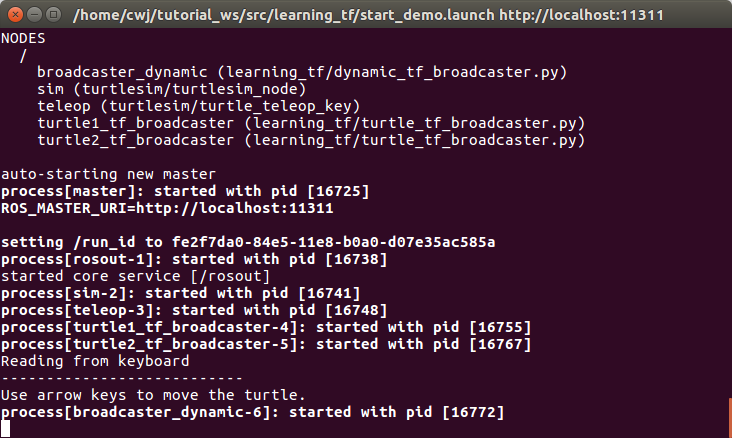 /home/cwj/tutorial_ws/src/learning_tf/start_demo.launch http://localhost:11311
NODES
  /
    broadcaster_dynamic (learning_tf/dynamic_tf_broadcaster.py)
    sim (turtlesim/turtlesim_node)
    teleop (turtlesim/turtle_teleop_key)
    turtle1_tf_broadcaster (learning_tf/turtle_tf_broadcaster.py)
    turtle2_tf_broadcaster (learning_tf/turtle_tf_broadcaster.py)
auto-starting new master
process[master]: started with pid [16725]
ROS_MASTER_URI=http://localhost:11311
setting /run_id to fe2f7da0-84e5-11e8-b0a0-d07e35ac585a
process[rosout-1]: started with pid [16738]
started core service [/rosout]
process[sim-2]: started with pid [16741]
process[teleop-3]: started with pid [16748]
process[turtle1_tf_broadcaster-4]: started with pid [16755]
process[turtle2_tf_broadcaster-5]: started with pid [16767]
Reading from keyboard
---------------------------
Use arrow keys to move the turtle.
process[broadcaster_dynamic-6]: started with pid [16772]